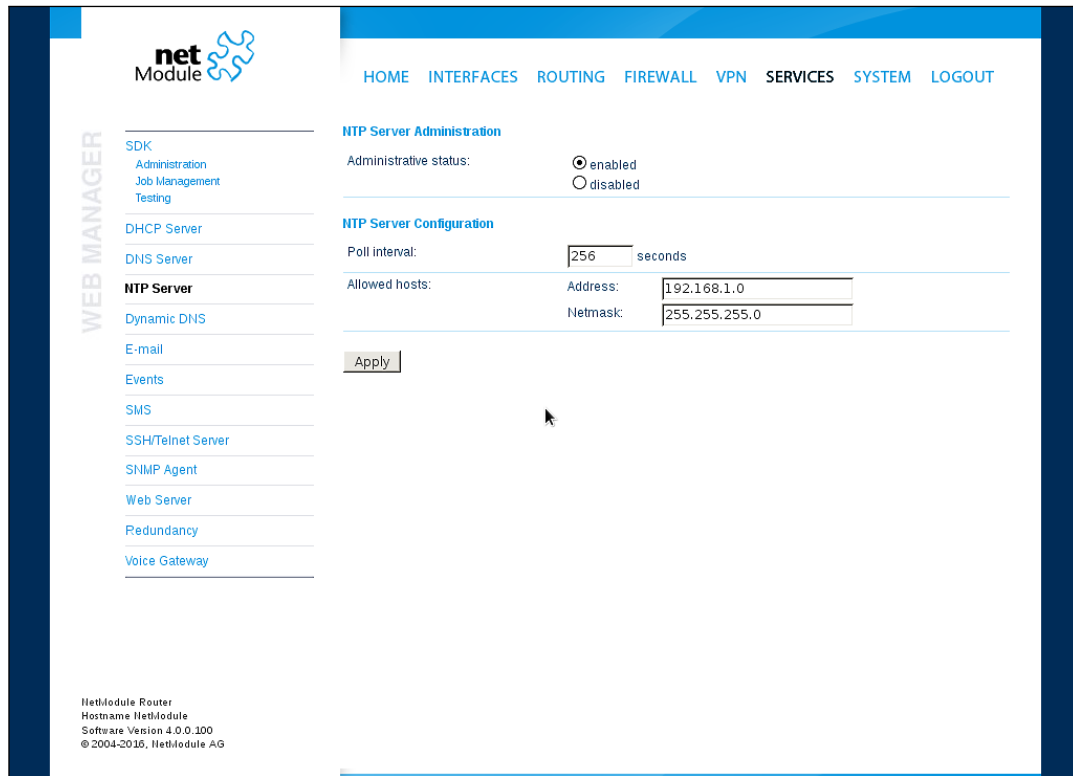 net
Module
HOME INTERFACES ROUTING FIREWALL VPN SERVICES SYSTEM LOGOUT
WEB MANAGER
SDK
Administration
Job Management
Testing
DHCP Server
DNS Server
NTP Server
Dynamic DNS
E-mail
Events
SMS
SSH/Telnet Server
SNMP Agent
Web Server
Redundancy
Voice Gateway
NTP Server Administration
Administrative status: enabled
disabled
NTP Server Configuration
Poll interval: 256 seconds
Allowed hosts: Address: 192.168.1.0
Netmask: 255.255.255.0
Apply
NetModule Router
Hostname NetModule
Software Version 4.0.0.100
© 2004-2016, NetModule AG